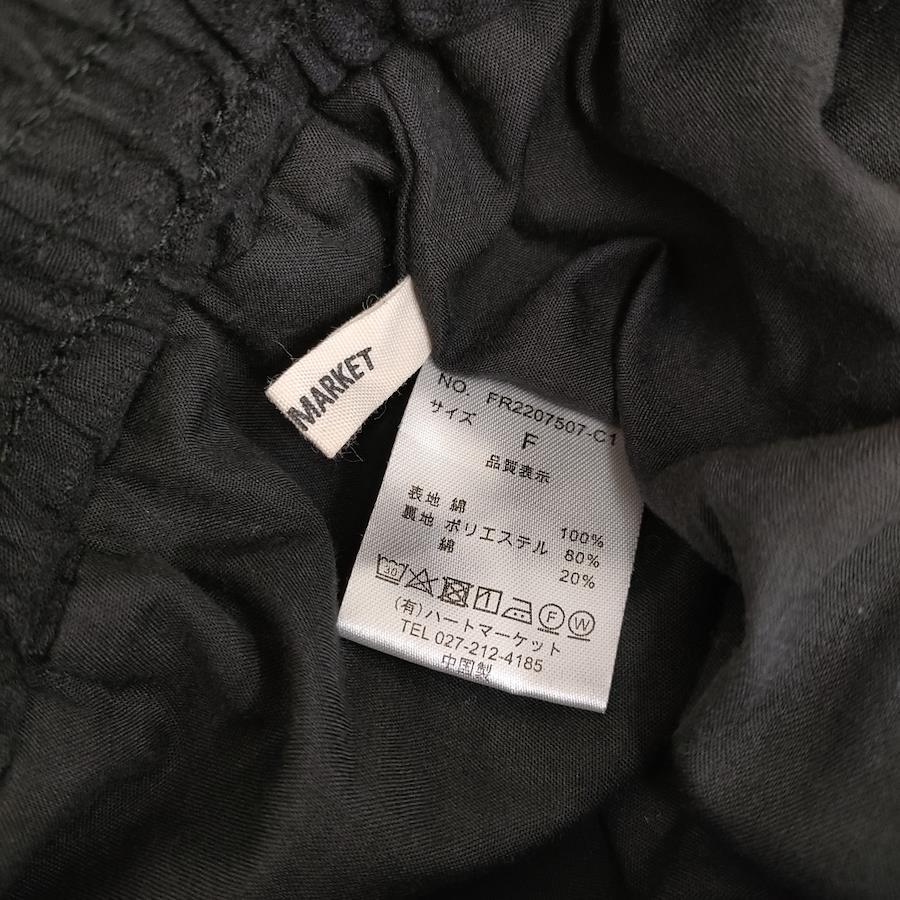 MARKET
NO. FR2207507-C1
サイズ
F
品質表示
表地 綿 100%
裏地 ポリエステル 80%
綿 20%
30
F W
(有)ハートマーケット
TEL 027-212-4185
中国製